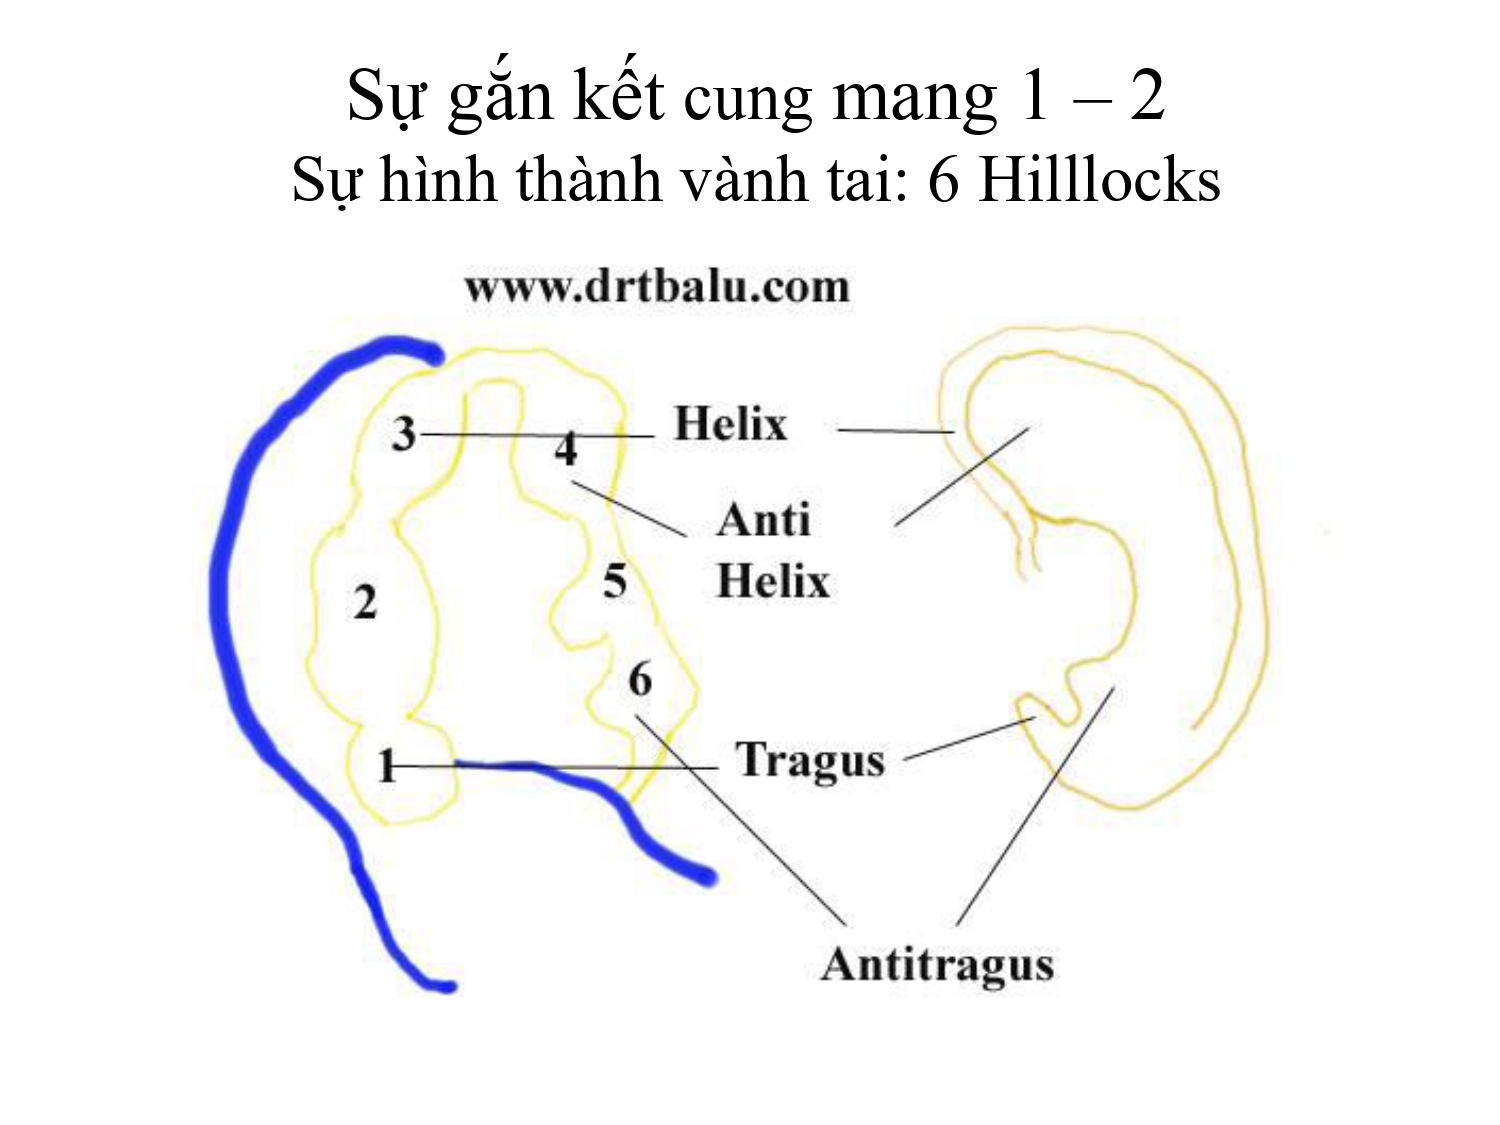 Sự gắn kết cung mang 1 – 2
Sự hình thành vành tai: 6 Hilllocks
www.drtbalu.com
3
Helix
4
Anti
Helix
5
2
6
1
Tragus
Antitragus